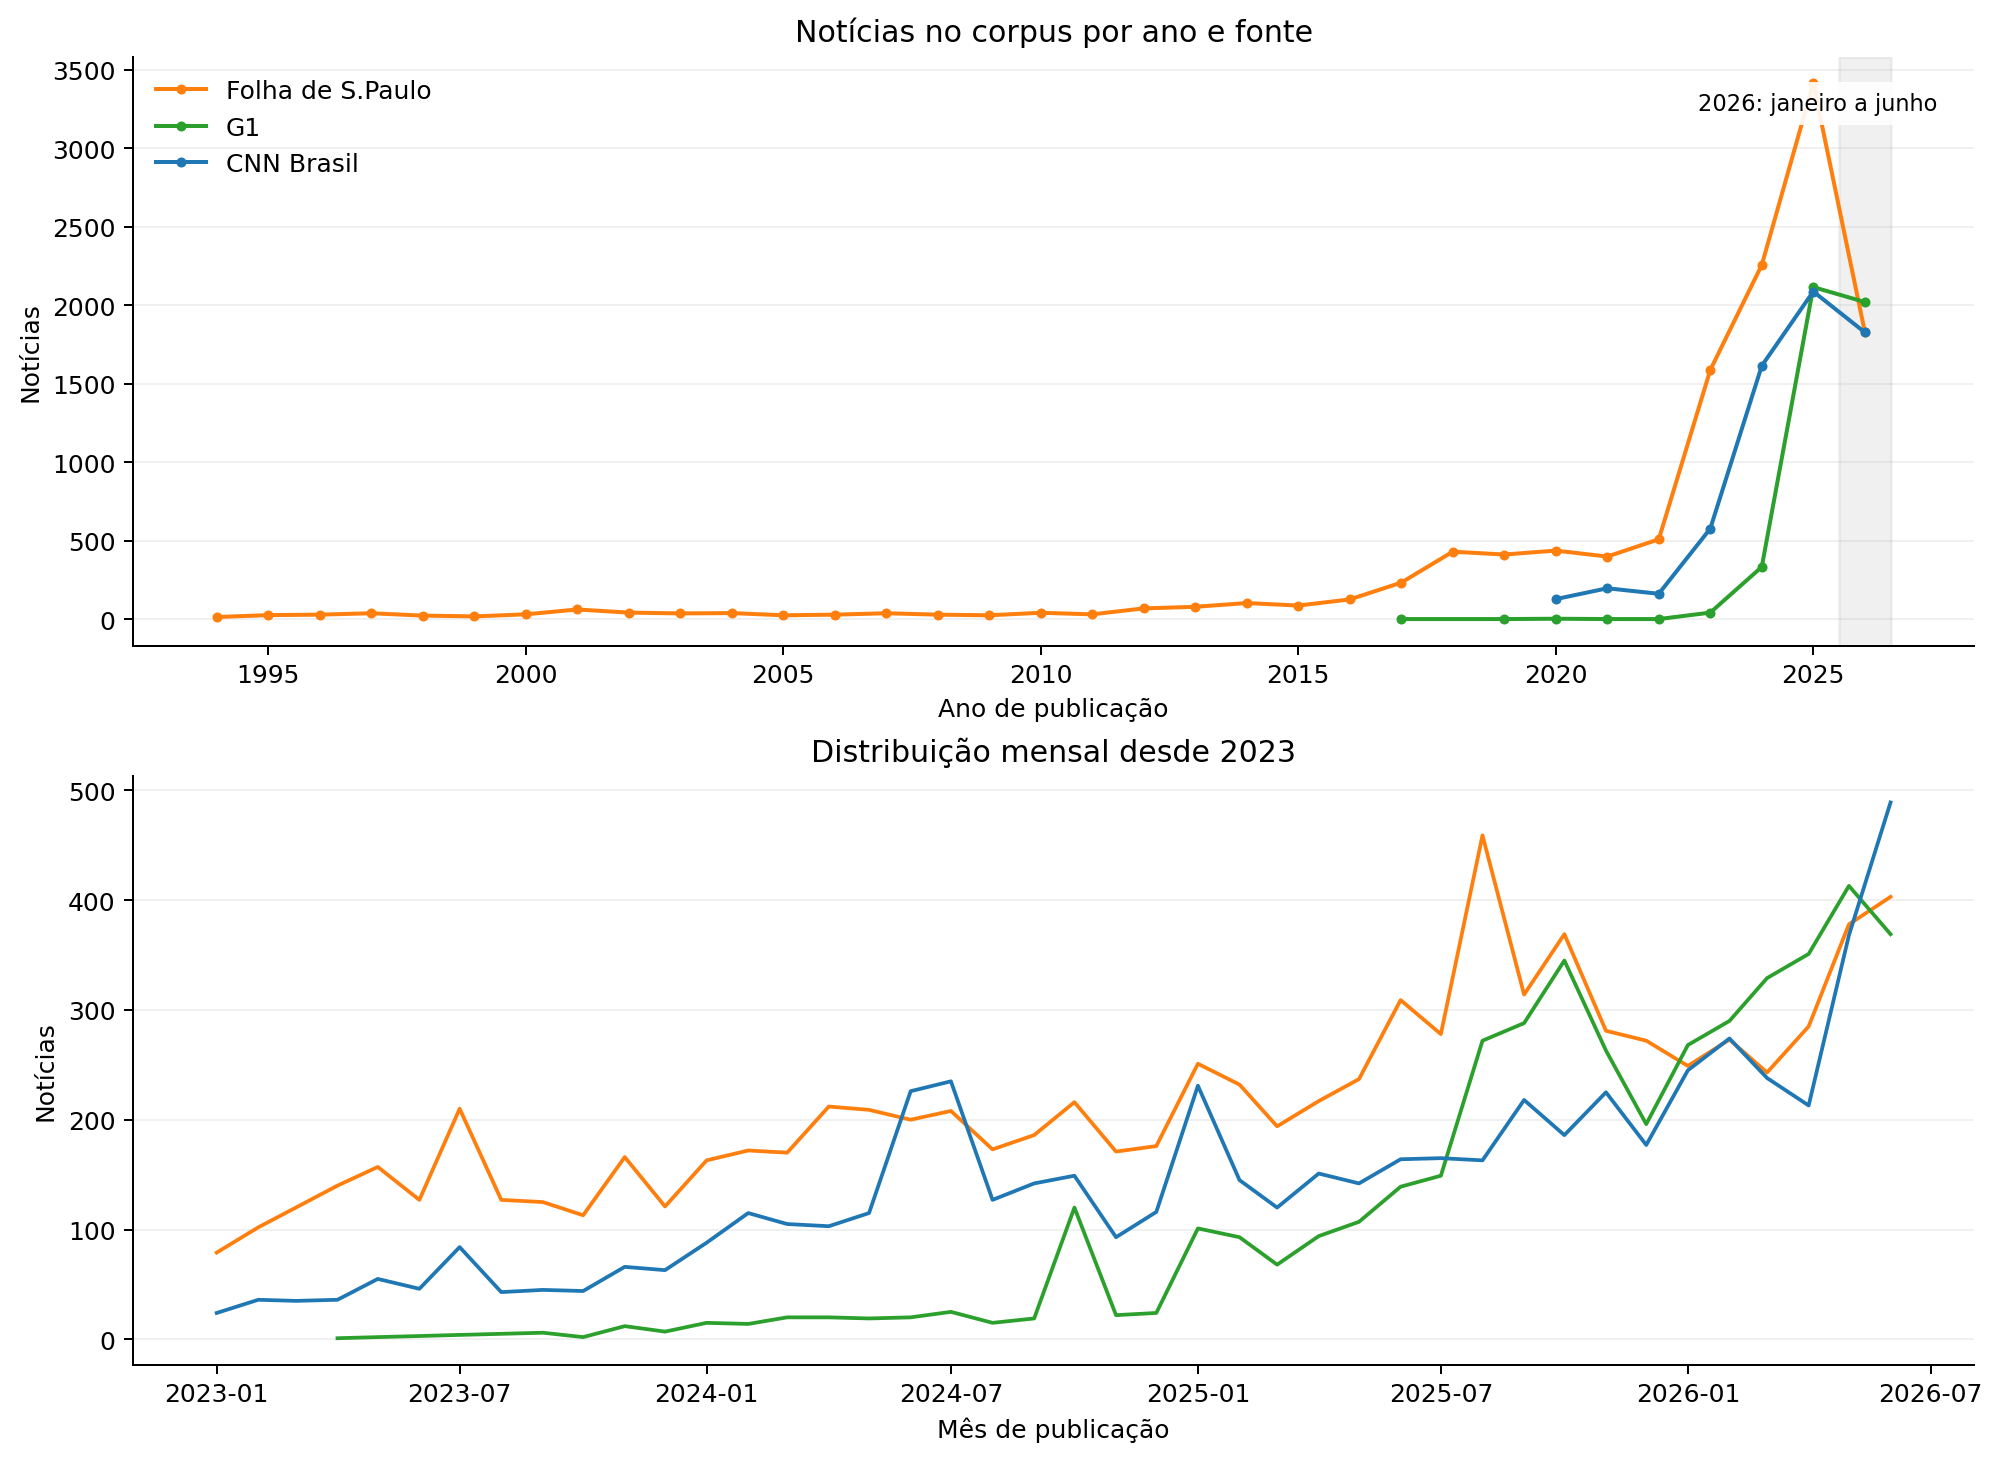 Notícias no corpus por ano e fonte
3500
3000
2500
2000
1500
1000
500
0
Notícias
Folha de S.Paulo
G1
CNN Brasil
2026: janeiro a junho
1995 2000 2005 2010 2015 2020 2025
Ano de publicação
Distribuição mensal desde 2023
500
400
300
200
100
0
Notícias
2023-01 2023-07 2024-01 2024-07 2025-01 2025-07 2026-01 2026-07
Mês de publicação